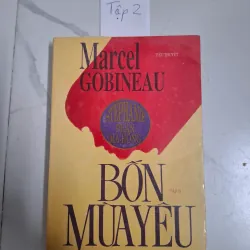 Tập 2
Marcel
GOBINEAU
BỐN
MÙA YÊU